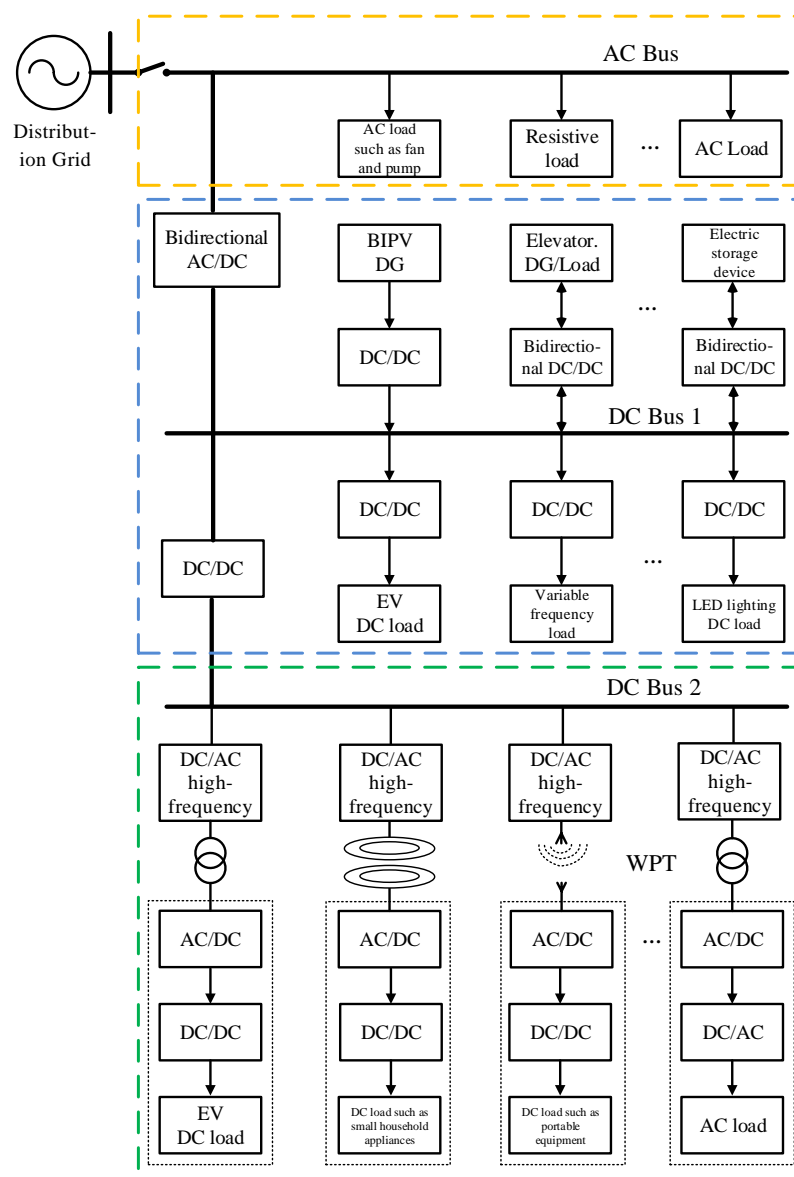 AC Bus
Distribut-
ion Grid
AC load
such as fan
and pump
Resistive
load
...
AC Load
Bidirectional
AC/DC
BIPV
DG
Elevator.
DG/Load
Electric
storage
device
...
DC/DC
Bidirectio-
nal DC/DC
Bidirectio-
nal DC/DC
DC Bus 1
DC/DC
DC/DC
DC/DC
DC/DC
...
EV
DC load
Variable
frequency
load
LED lighting
DC load
DC Bus 2
DC/AC
high-
frequency
DC/AC
high-
frequency
DC/AC
high-
frequency
DC/AC
high-
frequency
WPT
AC/DC
AC/DC
AC/DC
...
AC/DC
DC/DC
DC/DC
DC/DC
DC/AC
EV
DC load
DC load such as
small household
appliances
DC load such as
portable
equipment
AC load